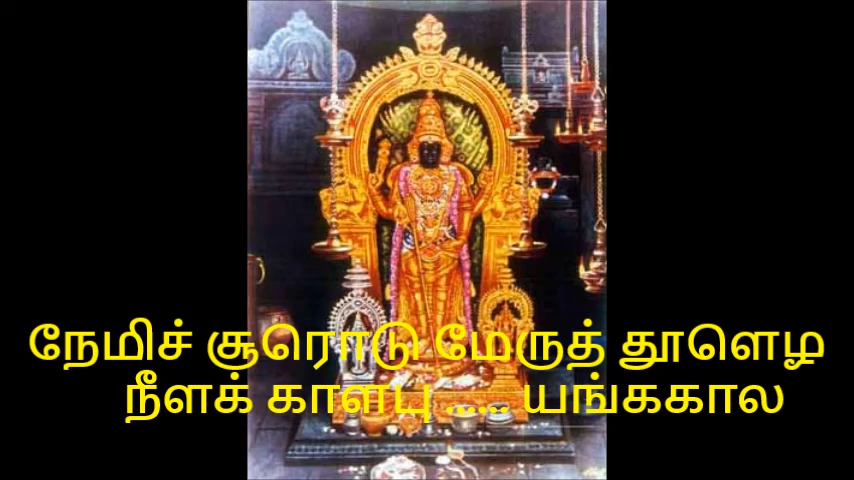 நேமிச் சூரொடு மேருத் தூளெழ
நீளக் காளபு ...... யங்ககால